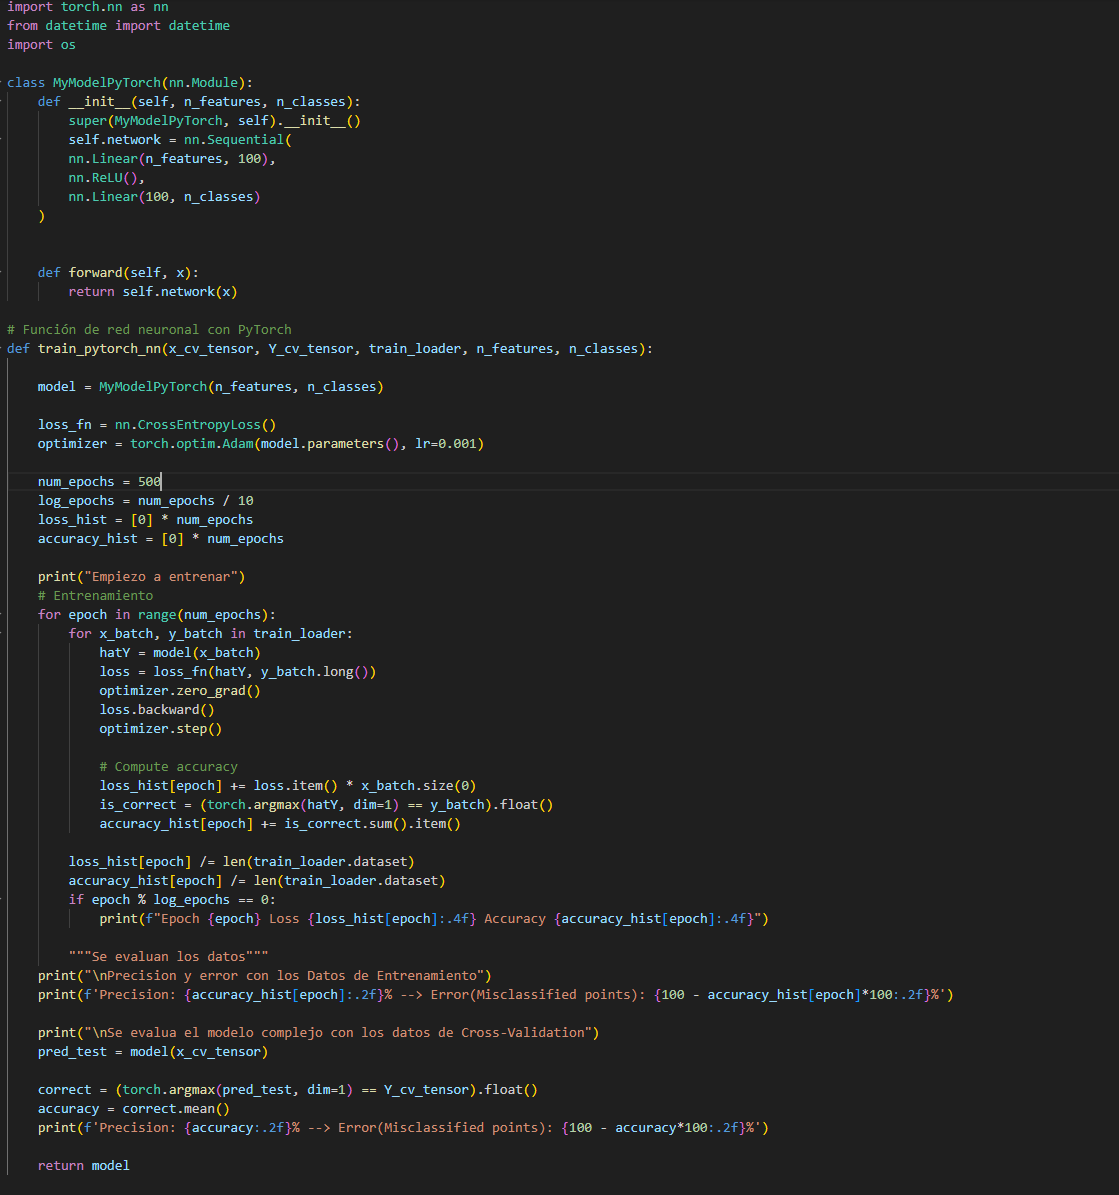 import torch.nn as nn
from datetime import datetime
import os
class MyModelPyTorch(nn.Module):
    def __init__(self, n_features, n_classes):
        super(MyModelPyTorch, self).__init__()
        self.network = nn.Sequential(
        nn.Linear(n_features, 100),
        nn.ReLU(),
        nn.Linear(100, n_classes)
    )
    def forward(self, x):
        return self.network(x)
# Función de red neuronal con PyTorch
def train_pytorch_nn(x_cv_tensor, Y_cv_tensor, train_loader, n_features, n_classes):
    model = MyModelPyTorch(n_features, n_classes)
    loss_fn = nn.CrossEntropyLoss()
    optimizer = torch.optim.Adam(model.parameters(), lr=0.001)
    num_epochs = 500
    log_epochs = num_epochs / 10
    loss_hist = [0] * num_epochs
    accuracy_hist = [0] * num_epochs
    print("Empiezo a entrenar")
    # Entrenamiento
    for epoch in range(num_epochs):
        for x_batch, y_batch in train_loader:
            hatY = model(x_batch)
            loss = loss_fn(hatY, y_batch.long())
            optimizer.zero_grad()
            loss.backward()
            optimizer.step()
            # Compute accuracy
            loss_hist[epoch] += loss.item() * x_batch.size(0)
            is_correct = (torch.argmax(hatY, dim=1) == y_batch).float()
            accuracy_hist[epoch] += is_correct.sum().item()
        loss_hist[epoch] /= len(train_loader.dataset)
        accuracy_hist[epoch] /= len(train_loader.dataset)
        if epoch % log_epochs == 0:
            print(f"Epoch {epoch} Loss {loss_hist[epoch]:.4f} Accuracy {accuracy_hist[epoch]:.4f}")
        """Se evaluan los datos"""
    print("\nPrecision y error con los Datos de Entrenamiento")
    print(f'Precision: {accuracy_hist[epoch]:.2f}% --> Error(Misclassified points): {100 - accuracy_hist[epoch]*100:.2f}%')
    print("\nSe evalua el modelo complejo con los datos de Cross-Validation")
    pred_test = model(x_cv_tensor)
    correct = (torch.argmax(pred_test, dim=1) == Y_cv_tensor).float()
    accuracy = correct.mean()
    print(f'Precision: {accuracy:.2f}% --> Error(Misclassified points): {100 - accuracy*100:.2f}%')
    return model